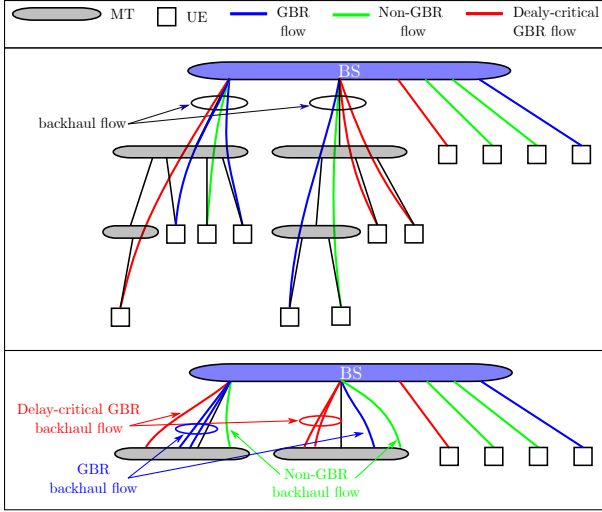 MT
UE
GBR
flow
Non-GBR
flow
Dealy-critical
GBR flow
BS
backhaul flow
BS
Delay-critical GBR
backhaul flow
GBR
backhaul flow
Non-GBR
backhaul flow